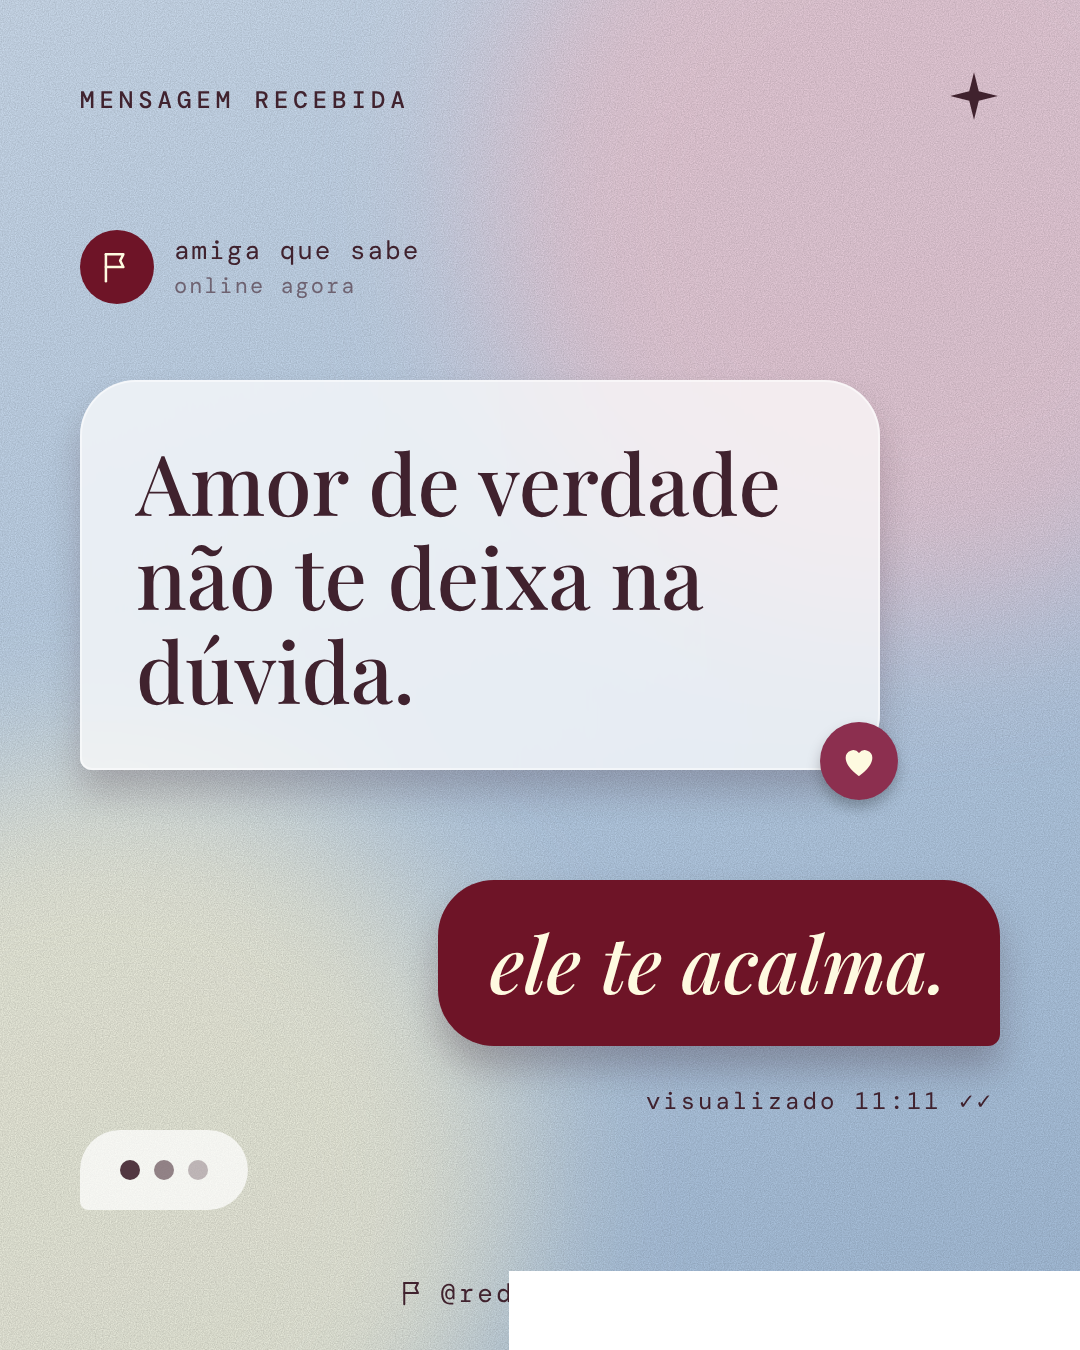 MENSAGEM RECEBIDA
amiga que sabe
online agora
Amor de verdade
não te deixa na
dúvida.
ele te acalma.
visualizado 11:11 ✓✓